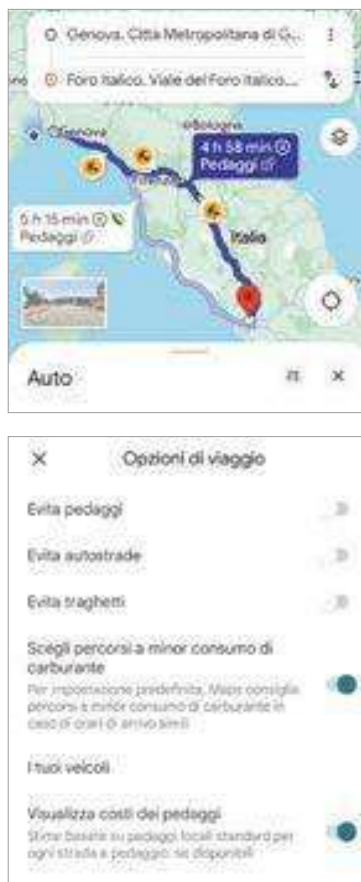 Genova, Città Metropolitana di G...
Foro Italico, Viale del Foro Italico,...
Genova
Bologna
4 h 58 min
Pedaggi
Firenze
5 h 15 min
Pedaggi
Italia
Auto
Opzioni di viaggio
Evita pedaggi
Evita autostrade
Evita traghetti
Scegli percorsi a minor consumo di
carburante
Per impostazione predefinita, Maps consiglia
percorsi a minor consumo di carburante in
caso di orari di arrivo simili
I tuoi veicoli
Visualizza costi dei pedaggi
Stime basate su pedaggi locali standard per
ogni strada a pedaggio, se disponibili